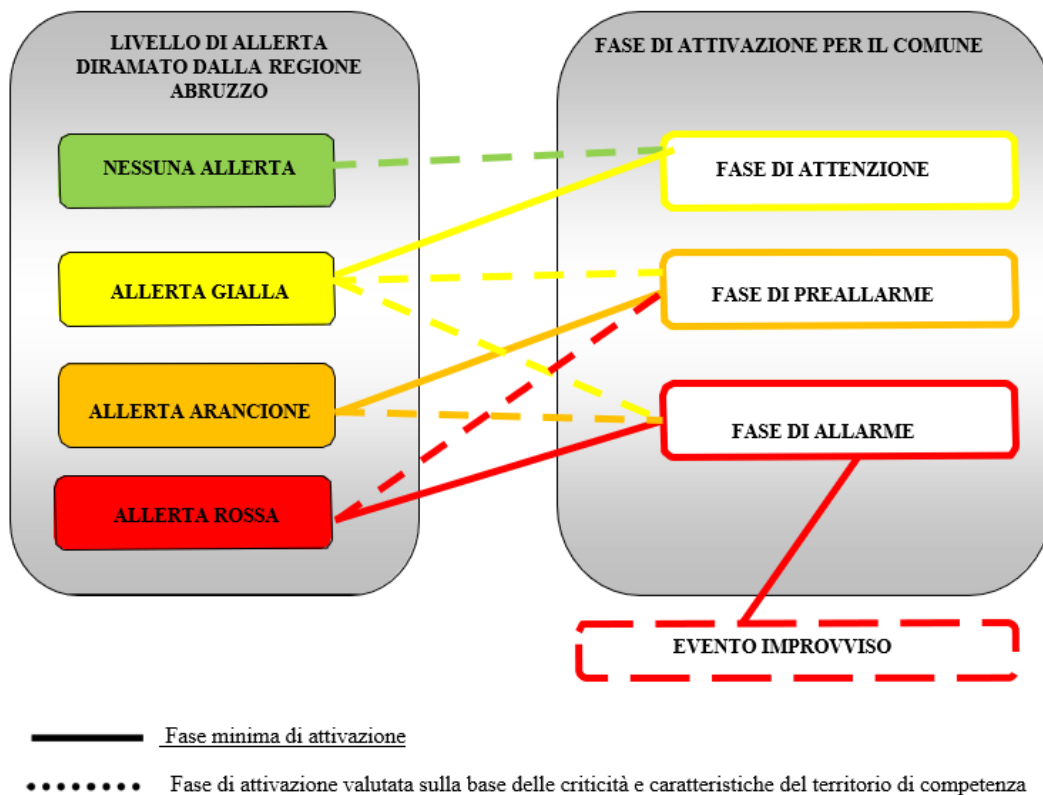 LIVELLO DI ALLERTA
DIRAMATO DALLA REGIONE
ABRUZZO
NESSUNA ALLERTA
ALLERTA GIALLA
ALLERTA ARANCIONE
ALLERTA ROSSA
FASE DI ATTIVAZIONE PER IL COMUNE
FASE DI ATTENZIONE
FASE DI PREALLARME
FASE DI ALLARME
EVENTO IMPROVVISO
Fase minima di attivazione
Fase di attivazione valutata sulla base delle criticità e caratteristiche del territorio di competenza